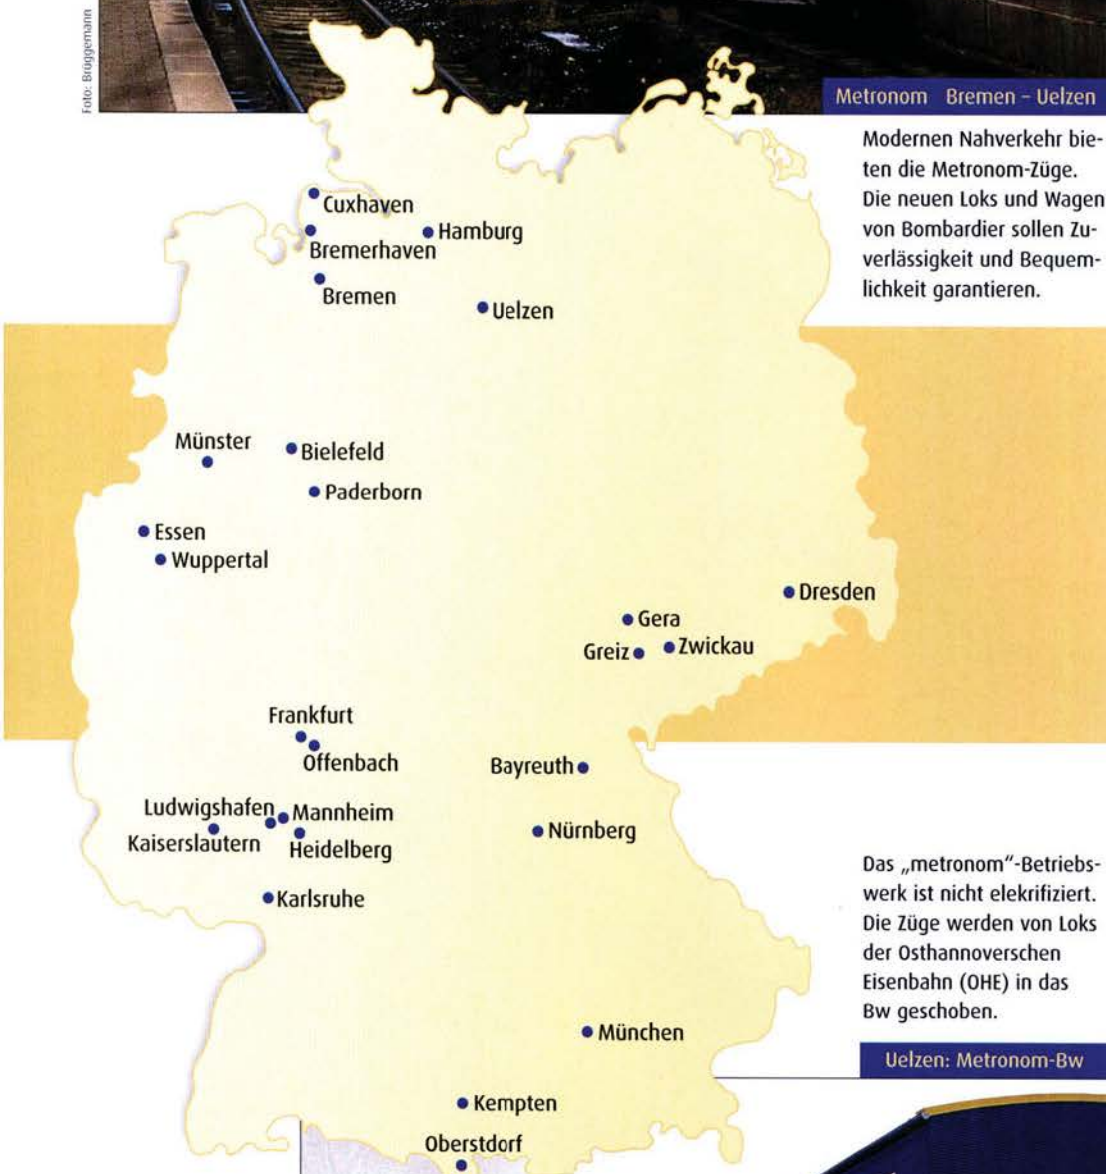 Foto: Brüggemann
Metronom Bremen – Uelzen
Modernen Nahverkehr bie-
ten die Metronom-Züge.
Die neuen Loks und Wagen
von Bombardier sollen Zu-
verlässigkeit und Bequem-
lichkeit garantieren.
Cuxhaven
Hamburg
Bremerhaven
Bremen
Uelzen
Münster
Bielefeld
Paderborn
Essen
Wuppertal
Dresden
Gera
Greiz
Zwickau
Frankfurt
Offenbach
Bayreuth
Ludwigshafen
Mannheim
Kaiserslautern
Heidelberg
Nürnberg
Karlsruhe
Das „metronom“-Betriebs-
werk ist nicht elekrifiziert.
Die Züge werden von Loks
der Osthannoverschen
Eisenbahn (OHE) in das
Bw geschoben.
Uelzen: Metronom-Bw
München
Kempten
Oberstdorf